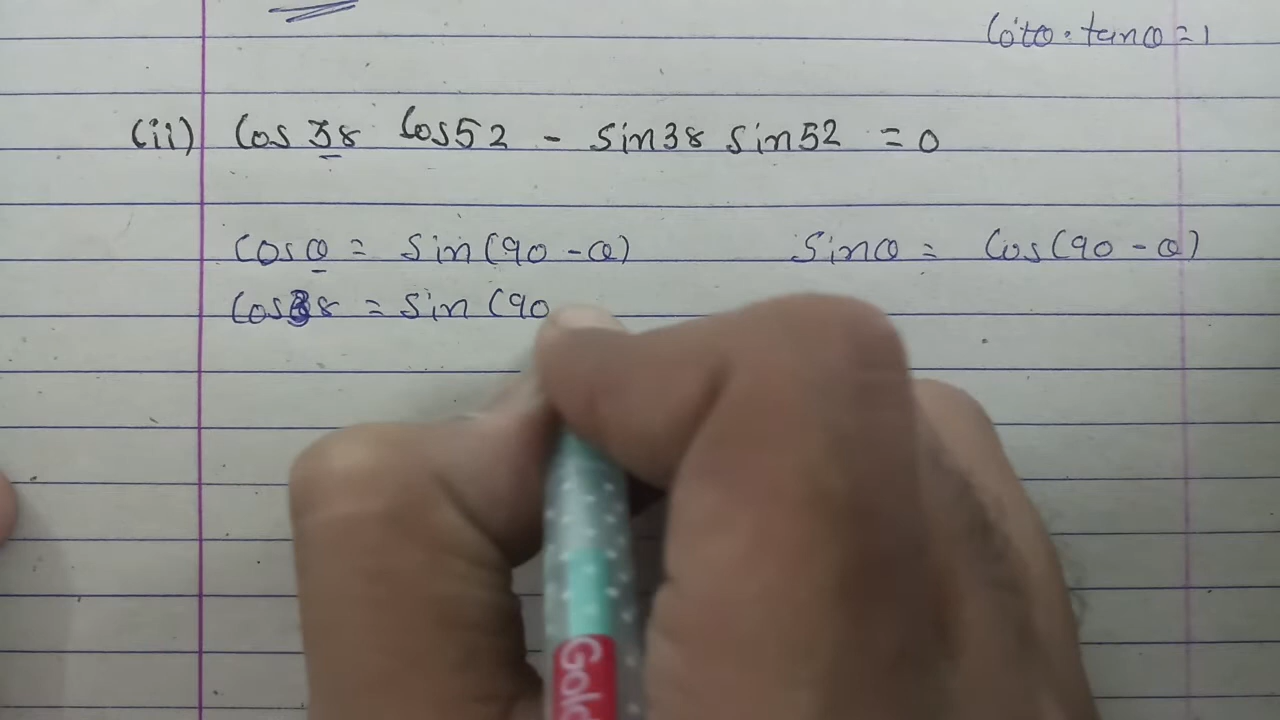 Cotθ · tanθ = 1
(ii) Cos 38 Cos52 - Sin38 Sin52 = 0
Cosθ = Sin(90 - θ) Sinθ = Cos(90 - θ)
Cos38 = Sin (90
Gold